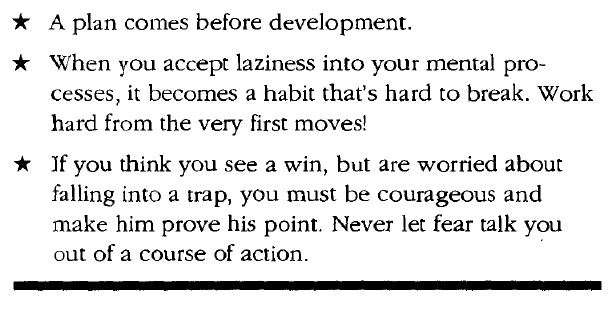 ★ A plan comes before development.
★ When you accept laziness into your mental pro-
cesses, it becomes a habit that's hard to break. Work
hard from the very first moves!
★ If you think you see a win, but are worried about
falling into a trap, you must be courageous and
make him prove his point. Never let fear talk you
out of a course of action.